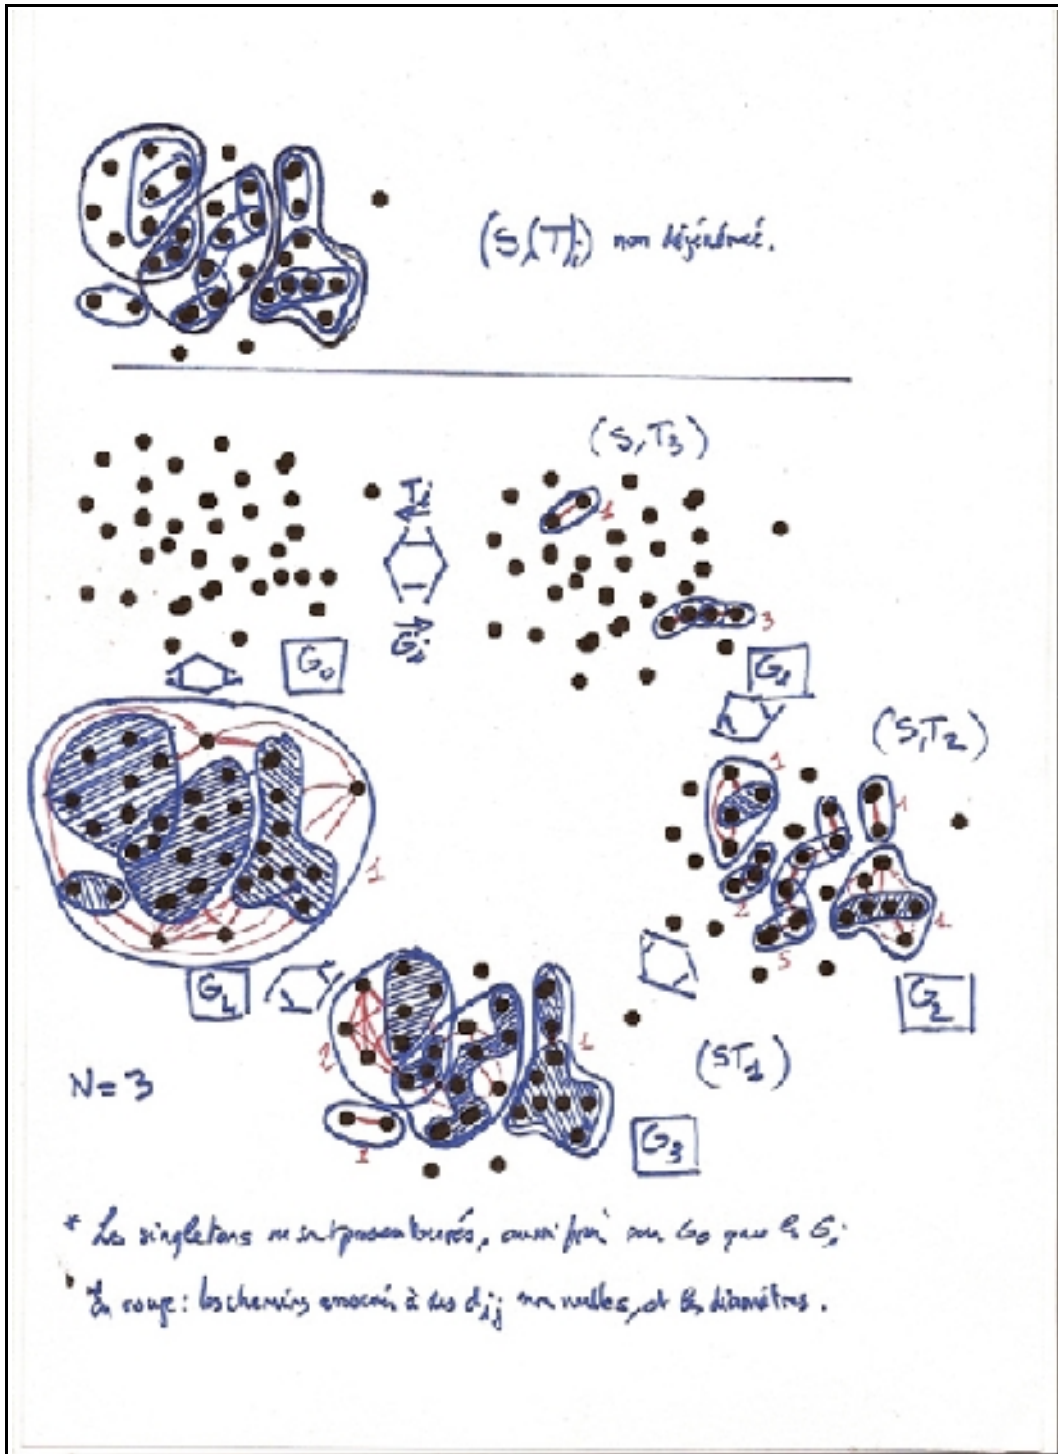 (S,(T)i) non dégénéré.
(S,T3)
Ti
Gi
G0
1
3
G1
(S,T2)
1
1
2
1
5
G2
1
G4
2
1
(ST1)
N=3
1
G3
* Les singletons ne sont pas entourés, aussi bien sur G0 que les Gi
En rouge: les chemins associés à des dij non nulles, et les diamètres.